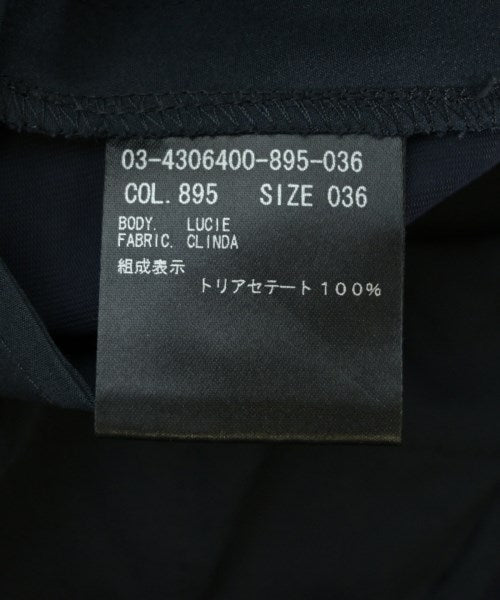 03-4306400-895-036
COL. 895 SIZE 036
BODY. LUCIE
FABRIC. CLINDA
組成表示
トリアセテート100%